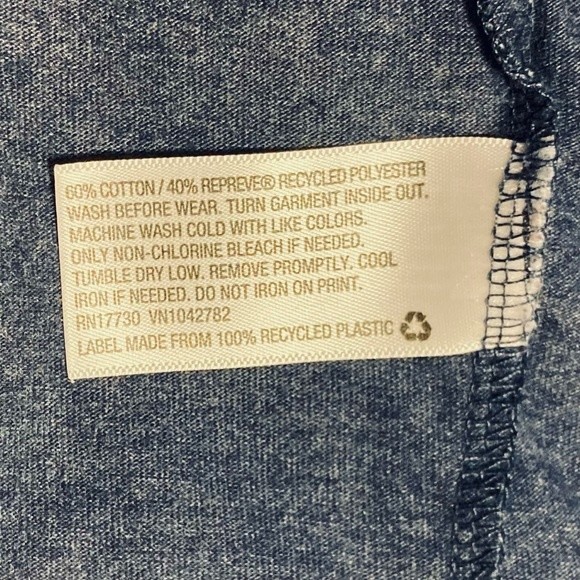 60% COTTON / 40% REPREVE® RECYCLED POLYESTER
WASH BEFORE WEAR. TURN GARMENT INSIDE OUT.
MACHINE WASH COLD WITH LIKE COLORS.
ONLY NON-CHLORINE BLEACH IF NEEDED.
TUMBLE DRY LOW. REMOVE PROMPTLY. COOL
IRON IF NEEDED. DO NOT IRON ON PRINT.
RN17730 VN1042782
LABEL MADE FROM 100% RECYCLED PLASTIC